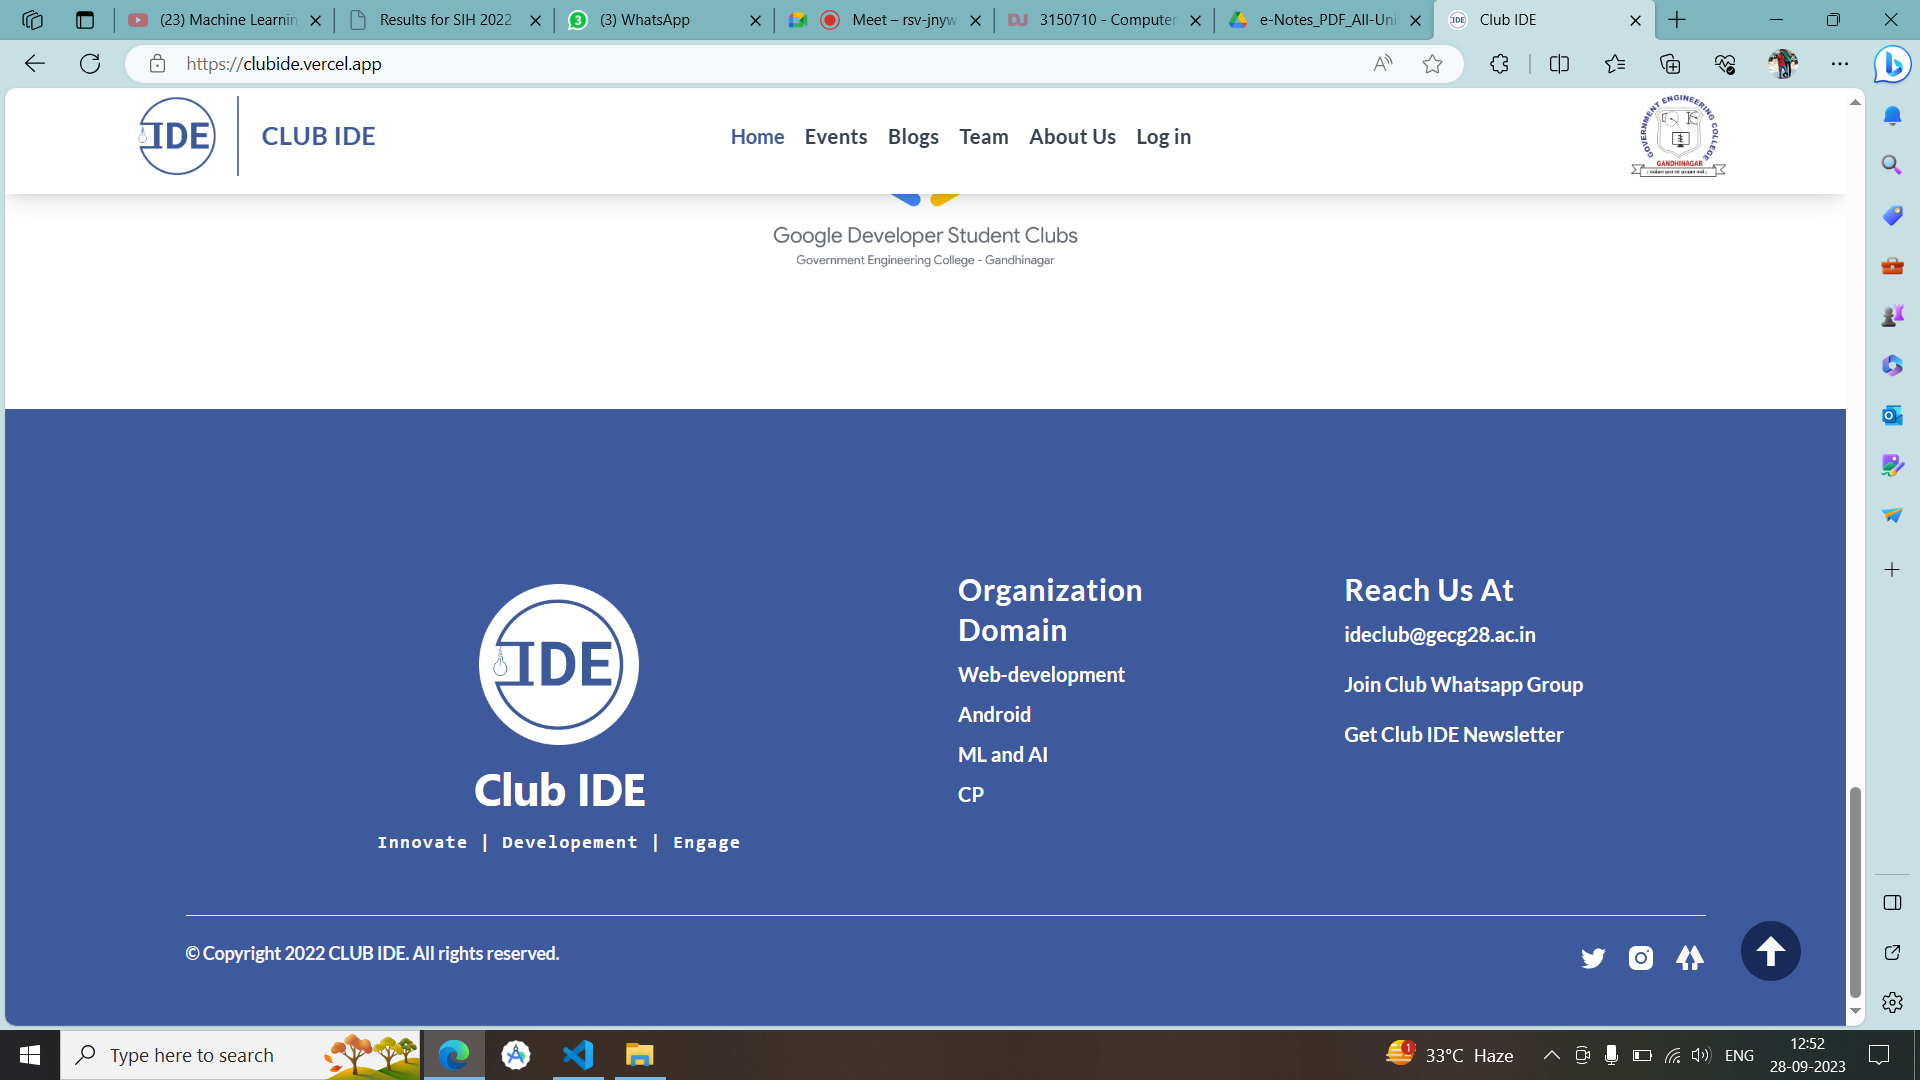 (23) Machine Learnin
Results for SIH 2022
3 (3) WhatsApp
Meet – rsv-jnyw
DU 3150710 - Computer
e-Notes_PDF_All-Uni
IDE Club IDE
https://clubide.vercel.app
IDE CLUB IDE
Home Events Blogs Team About Us Log in
GOVERNMENT ENGINEERING COLLEGE
GANDHINAGAR
Google Developer Student Clubs
Government Engineering College - Gandhinagar
IDE
Club IDE
Innovate | Developement | Engage
Organization
Domain
Web-development
Android
ML and AI
CP
Reach Us At
ideclub@gecg28.ac.in
Join Club Whatsapp Group
Get Club IDE Newsletter
© Copyright 2022 CLUB IDE. All rights reserved.
Type here to search
1
33°C Haze
ENG
12:52
28-09-2023